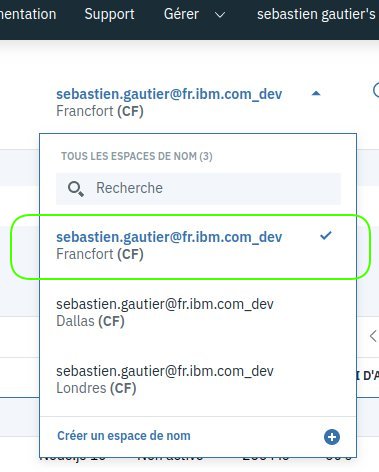 mentation Support Gérer sebastien gautier's
sebastien.gautier@fr.ibm.com_dev
Francfort (CF)
TOUS LES ESPACES DE NOM (3)
Recherche
sebastien.gautier@fr.ibm.com_dev
Francfort (CF)
sebastien.gautier@fr.ibm.com_dev
Dallas (CF)
sebastien.gautier@fr.ibm.com_dev
Londres (CF)
I D'A
Créer un espace de nom